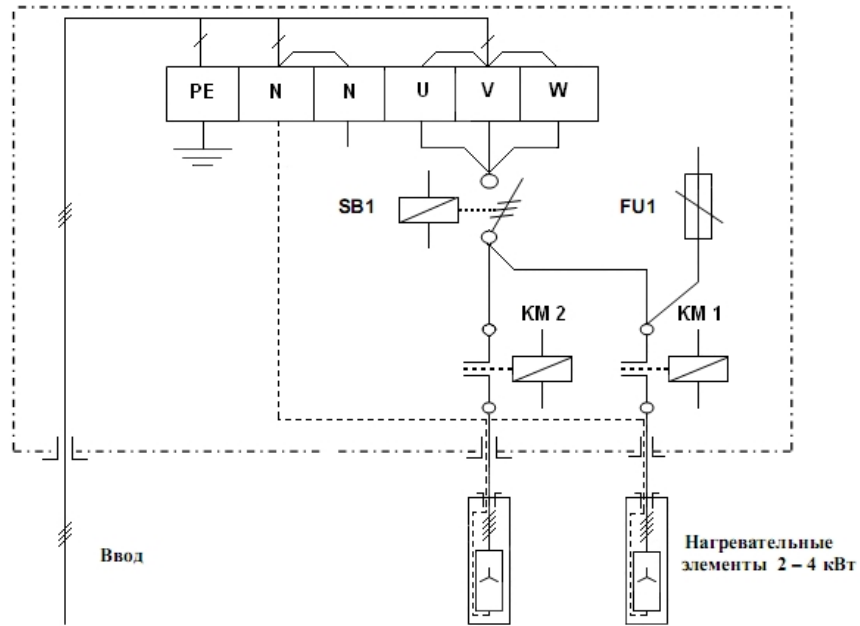 PE N N U V W
SB1
FU1
KM 2
KM 1
Ввод
Нагревательные
элементы 2 – 4 кВт